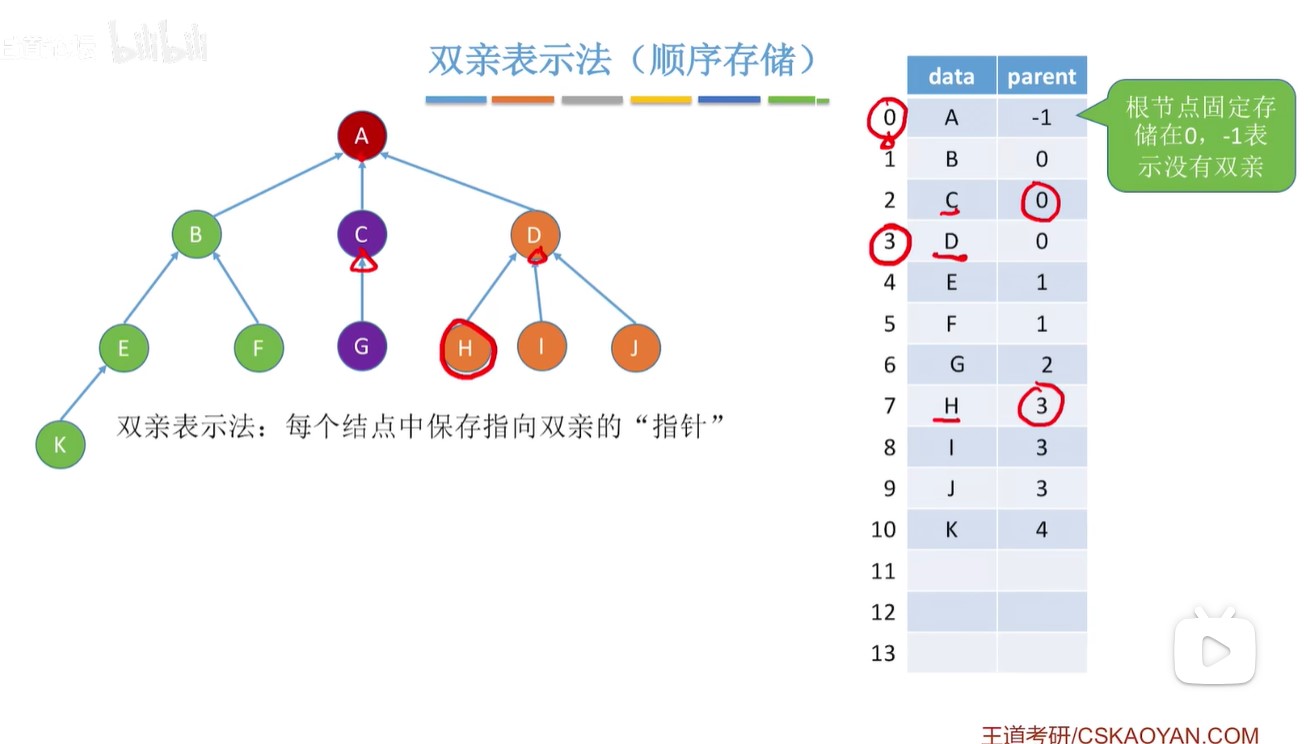 bilibili
双亲表示法（顺序存储）
data parent
0 A -1
1 B 0
2 C 0
3 D 0
4 E 1
5 F 1
6 G 2
7 H 3
8 I 3
9 J 3
10 K 4
11
12
13
根节点固定存
储在0，-1表
示没有双亲
A
B C D
E F G H I J
K
双亲表示法：每个结点中保存指向双亲的“指针”
王道考研/CSKAOYAN.COM